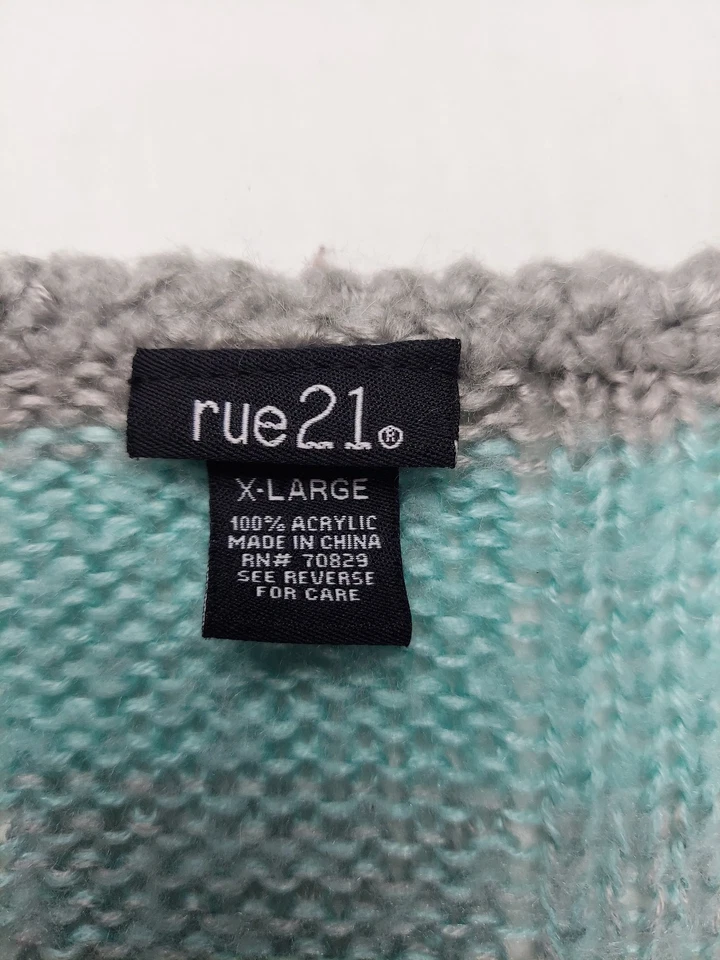 rue21®
X-LARGE
100% ACRYLIC
MADE IN CHINA
RN# 70829
SEE REVERSE
FOR CARE